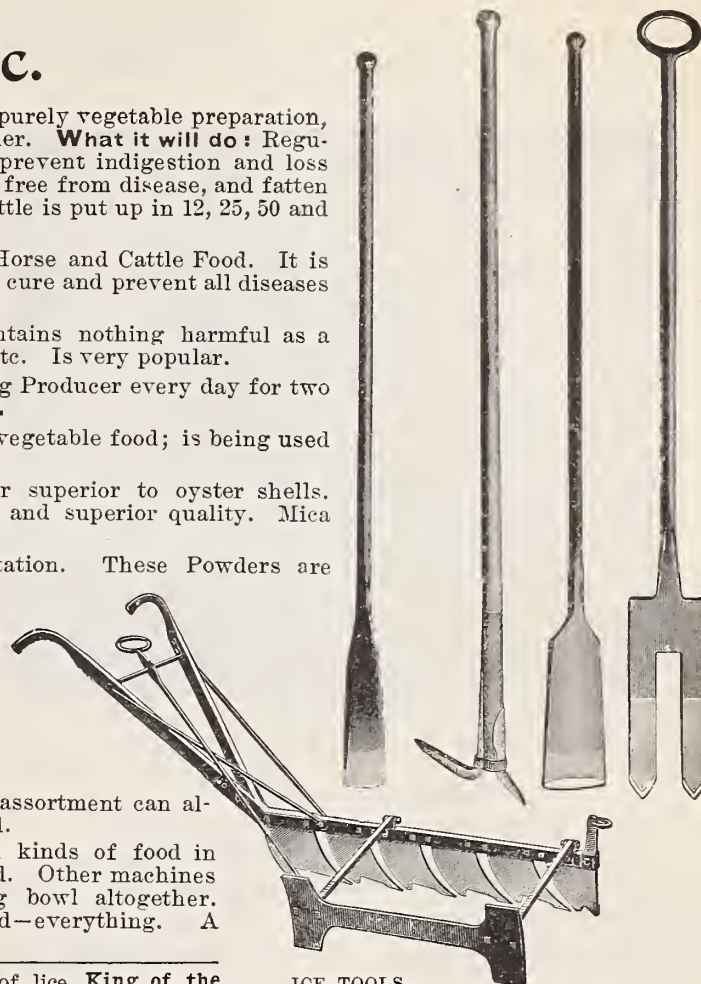 c.
purely vegetable preparation,
er. What it will do: Regu-
prevent indigestion and loss
free from disease, and fatten
ttle is put up in 12, 25, 50 and
Horse and Cattle Food. It is
cure and prevent all diseases
ntains nothing harmful as a
tc. Is very popular.
g Producer every day for two
vegetable food; is being used
r superior to oyster shells.
and superior quality. Mica
tation. These Powders are
assortment can al-
l.
kinds of food in
d. Other machines
g bowl altogether.
d—everything. A
of lice King of the
ICE TOOLS